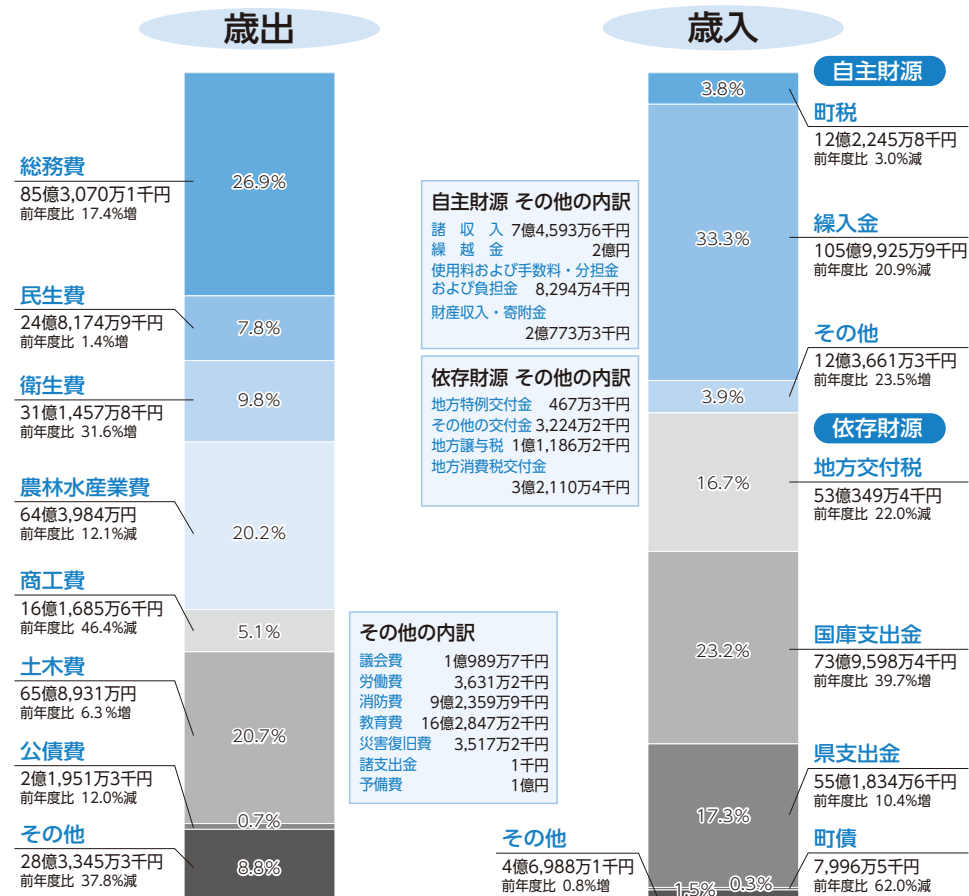 歳出
総務費
85億3,070万1千円
前年度比 17.4%増
26.9%
民生費
24億8,174万9千円
前年度比 1.4%増
7.8%
衛生費
31億1,457万8千円
前年度比 31.6%増
9.8%
農林水産業費
64億3,984万円
前年度比 12.1%減
20.2%
商工費
16億1,685万6千円
前年度比 46.4%減
5.1%
土木費
65億8,931万円
前年度比 6.3%増
20.7%
公債費
2億1,951万3千円
前年度比 12.0%減
0.7%
その他
28億3,345万3千円
前年度比 37.8%減
8.8%
その他の内訳
議会費 1億989万7千円
労働費 3,631万2千円
消防費 9億2,359万9千円
教育費 16億2,847万2千円
災害復旧費 3,517万2千円
諸支出金 1千円
予備費 1億円
歳入
自主財源
3.8%
町税
12億2,245万8千円
前年度比 3.0%減
33.3%
繰入金
105億9,925万9千円
前年度比 20.9%減
3.9%
その他
12億3,661万3千円
前年度比 23.5%増
自主財源 その他の内訳
諸収入 7億4,593万6千円
繰越金 2億円
使用料および手数料・分担金
および負担金 8,294万4千円
財産収入・寄附金
2億773万3千円
依存財源
16.7%
地方交付税
53億349万4千円
前年度比 22.0%減
23.2%
国庫支出金
73億9,598万4千円
前年度比 39.7%増
17.3%
県支出金
55億1,834万6千円
前年度比 10.4%増
0.3%
町債
7,996万5千円
前年度比 62.0%減
その他
4億6,988万1千円
前年度比 0.8%増
1.5%
依存財源 その他の内訳
地方特例交付金 467万3千円
その他の交付金 3,224万2千円
地方譲与税 1億1,186万2千円
地方消費税交付金
3億2,110万4千円